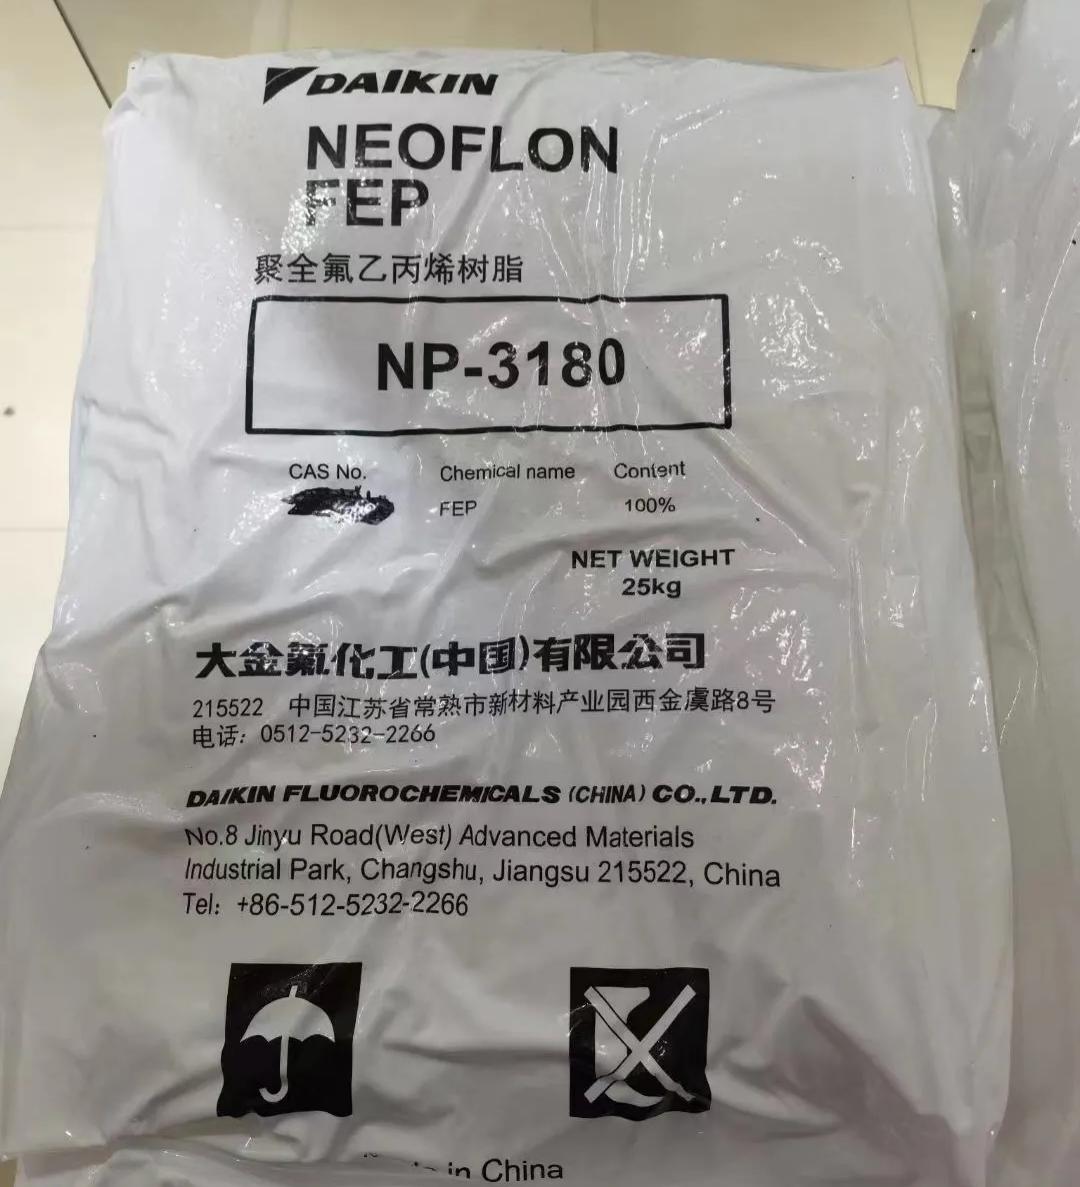 DAIKIN
NEOFLON
FEP
聚全氟乙丙烯树脂
NP-3180
CAS No. Chemical name Content
FEP 100%
NET WEIGHT
25kg
大金氟化工(中国)有限公司
215522 中国江苏省常熟市新材料产业园西金虞路8号
电话: 0512-5232-2266
DAIKIN FLUOROCHEMICALS (CHINA) CO., LTD.
No.8 Jinyu Road(West) Advanced Materials
Industrial Park, Changshu, Jiangsu 215522, China
Tel: +86-512-5232-2266
in China